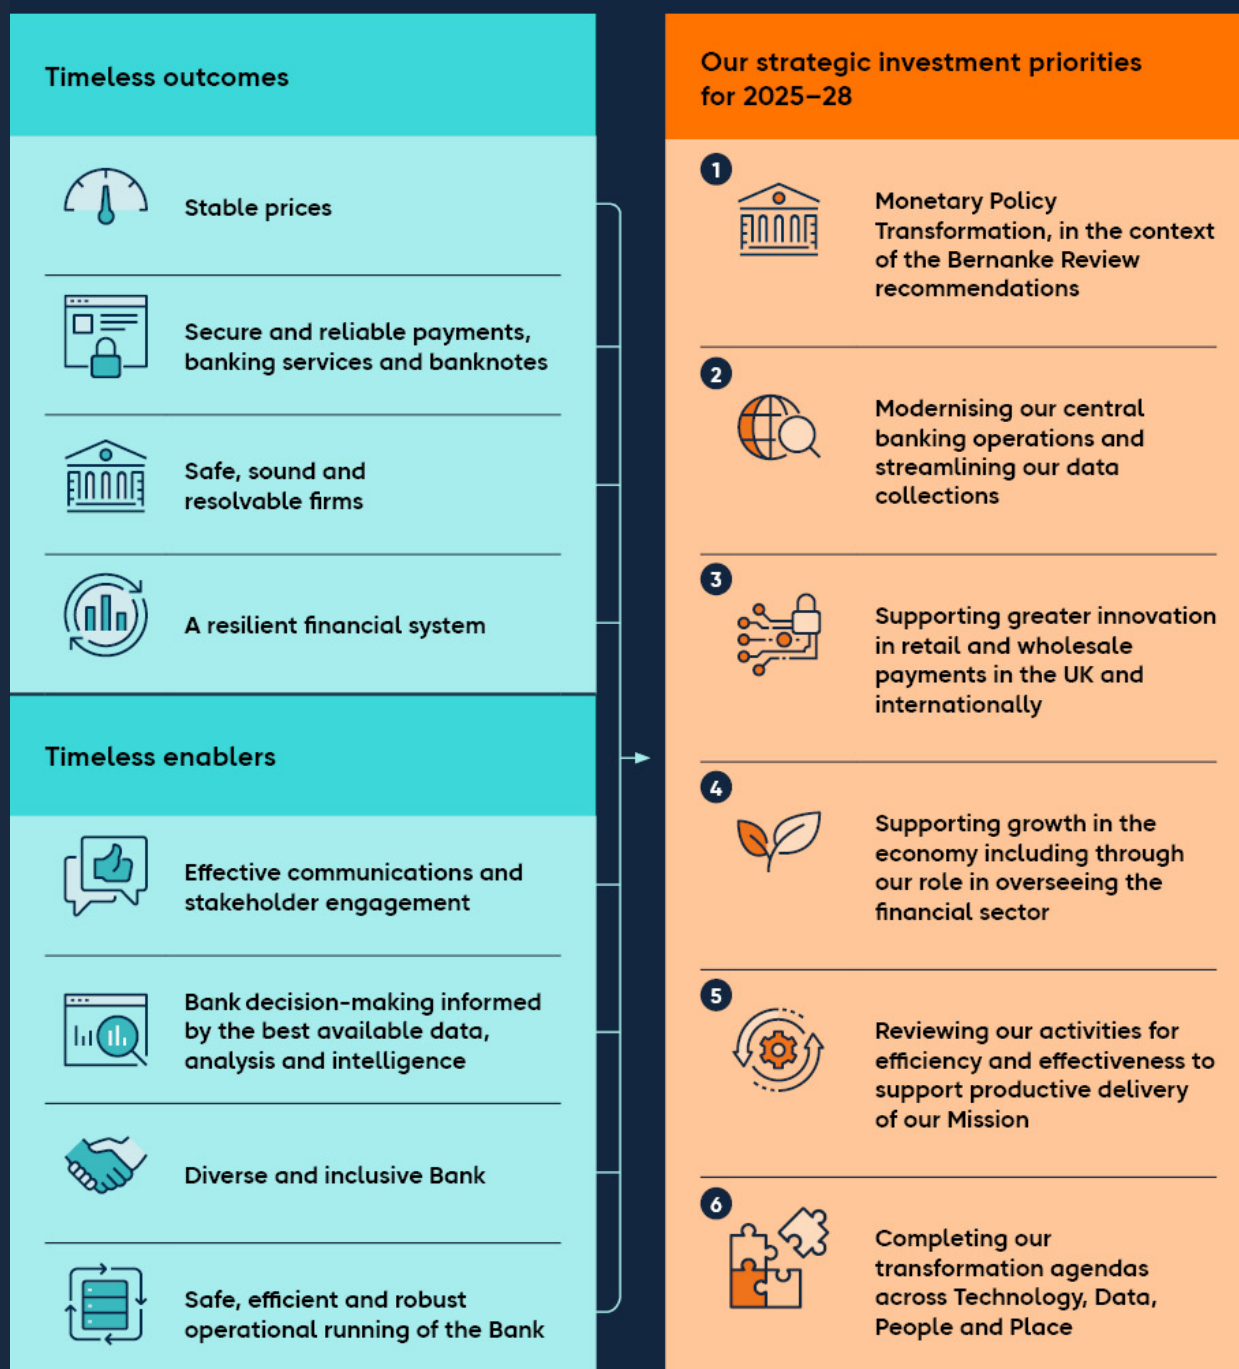 Timeless outcomes
Stable prices
Secure and reliable payments,
banking services and banknotes
Safe, sound and
resolvable firms
A resilient financial system
Timeless enablers
Effective communications and
stakeholder engagement
Bank decision-making informed
by the best available data,
analysis and intelligence
Diverse and inclusive Bank
Safe, efficient and robust
operational running of the Bank
Our strategic investment priorities
for 2025–28
1
Monetary Policy
Transformation, in the context
of the Bernanke Review
recommendations
2
Modernising our central
banking operations and
streamlining our data
collections
3
Supporting greater innovation
in retail and wholesale
payments in the UK and
internationally
4
Supporting growth in the
economy including through
our role in overseeing the
financial sector
5
Reviewing our activities for
efficiency and effectiveness to
support productive delivery
of our Mission
6
Completing our
transformation agendas
across Technology, Data,
People and Place